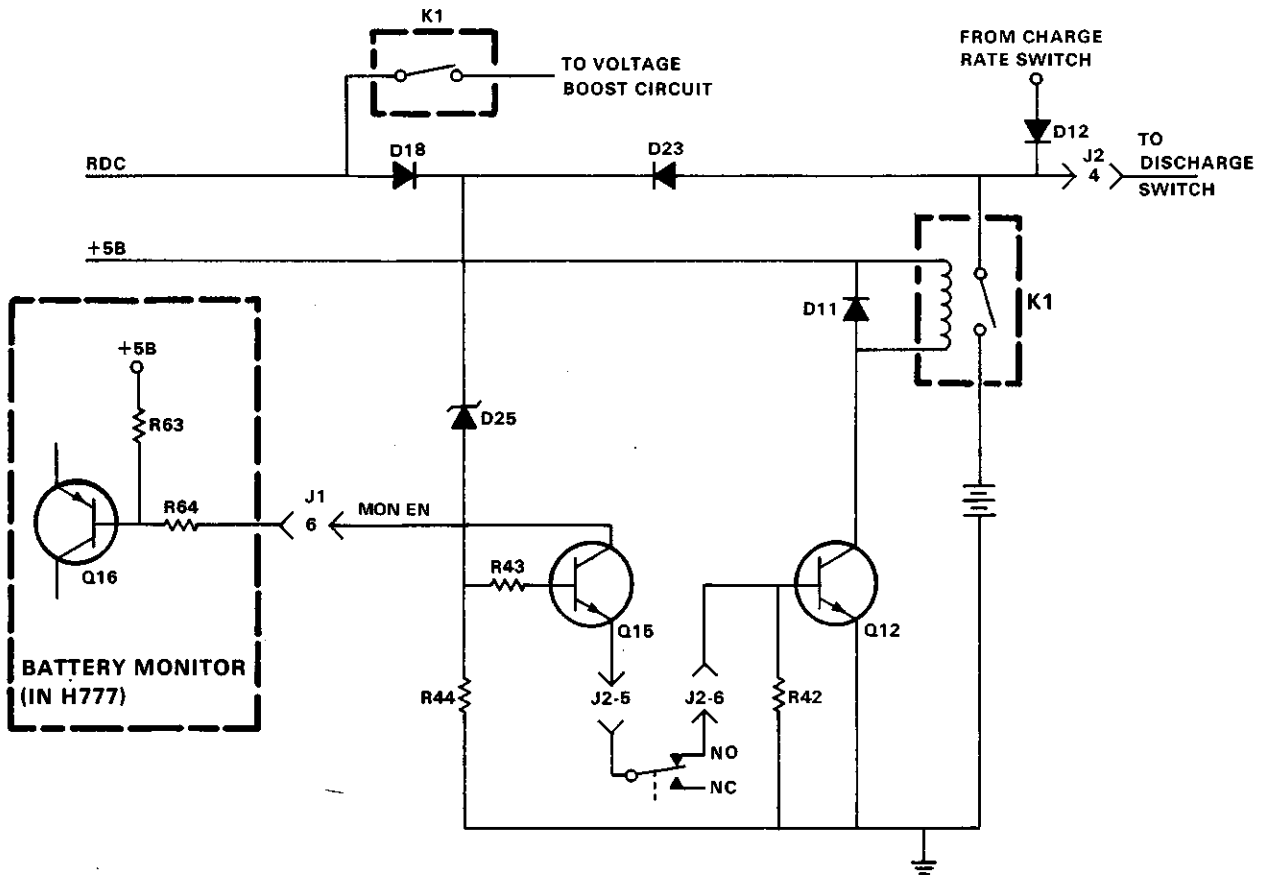 K1
TO VOLTAGE
BOOST CIRCUIT
FROM CHARGE
RATE SWITCH
D12
RDC
D18
D23
J2
4
TO
DISCHARGE
SWITCH
+5B
D11
K1
+5B
R63
D25
R64
J1
6
MON EN
Q16
R43
Q15
Q12
BATTERY MONITOR
(IN H777)
R44
J2-5
J2-6
R42
NO
NC